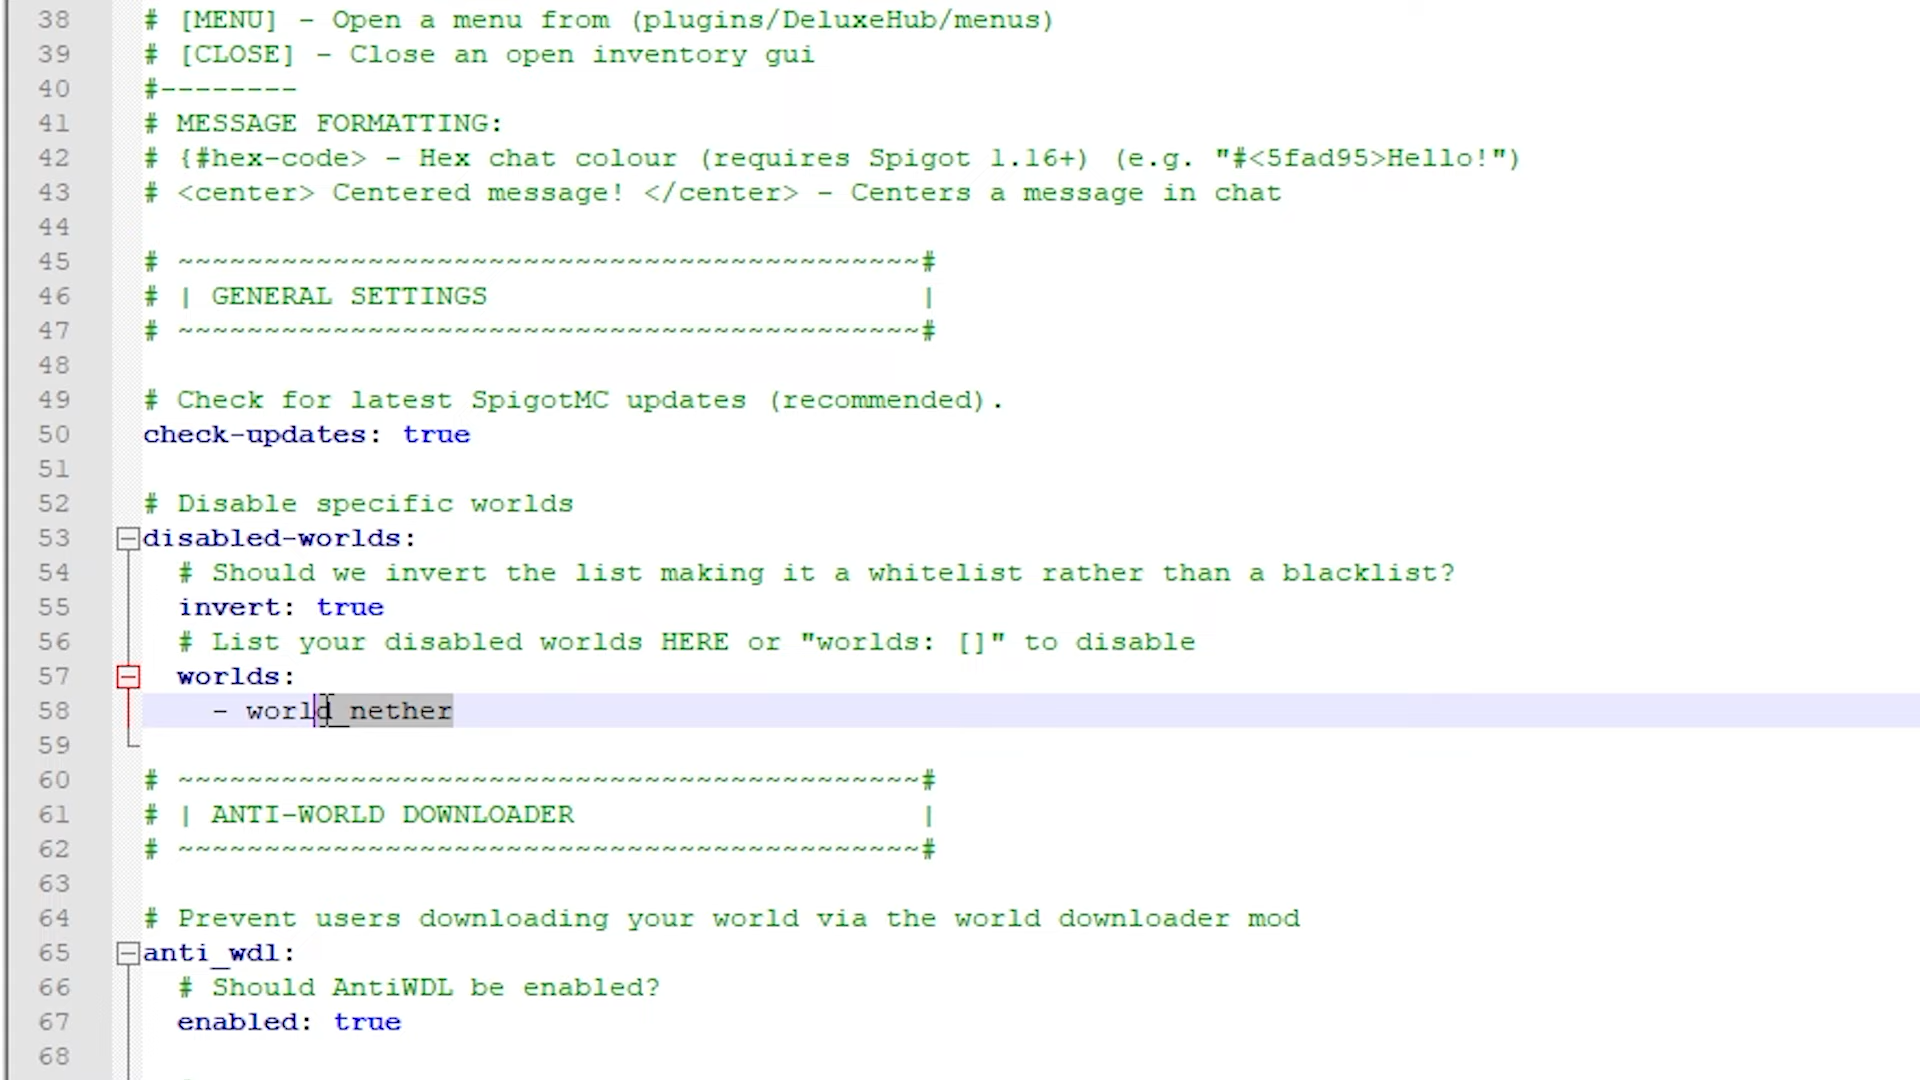 38 # [MENU] - Open a menu from (plugins/DeluxeHub/menus)
39 # [CLOSE] - Close an open inventory gui
40 #--------
41 # MESSAGE FORMATTING:
42 # {#hex-code> - Hex chat colour (requires Spigot 1.16+) (e.g. "#<5fad95>Hello!")
43 # <center> Centered message! </center> - Centers a message in chat
44
45 # ~~~~~~~~~~~~~~~~~~~~~~~~~~~~~~~~~~~~~~~~~~~#
46 # | GENERAL SETTINGS                         |
47 # ~~~~~~~~~~~~~~~~~~~~~~~~~~~~~~~~~~~~~~~~~~~#
48
49 # Check for latest SpigotMC updates (recommended).
50 check-updates: true
51
52 # Disable specific worlds
53 disabled-worlds:
54   # Should we invert the list making it a whitelist rather than a blacklist?
55   invert: true
56   # List your disabled worlds HERE or "worlds: []" to disable
57   worlds:
58     - world_nether
59
60 # ~~~~~~~~~~~~~~~~~~~~~~~~~~~~~~~~~~~~~~~~~~~#
61 # | ANTI-WORLD DOWNLOADER                    |
62 # ~~~~~~~~~~~~~~~~~~~~~~~~~~~~~~~~~~~~~~~~~~~#
63
64 # Prevent users downloading your world via the world downloader mod
65 anti_wdl:
66   # Should AntiWDL be enabled?
67   enabled: true
68